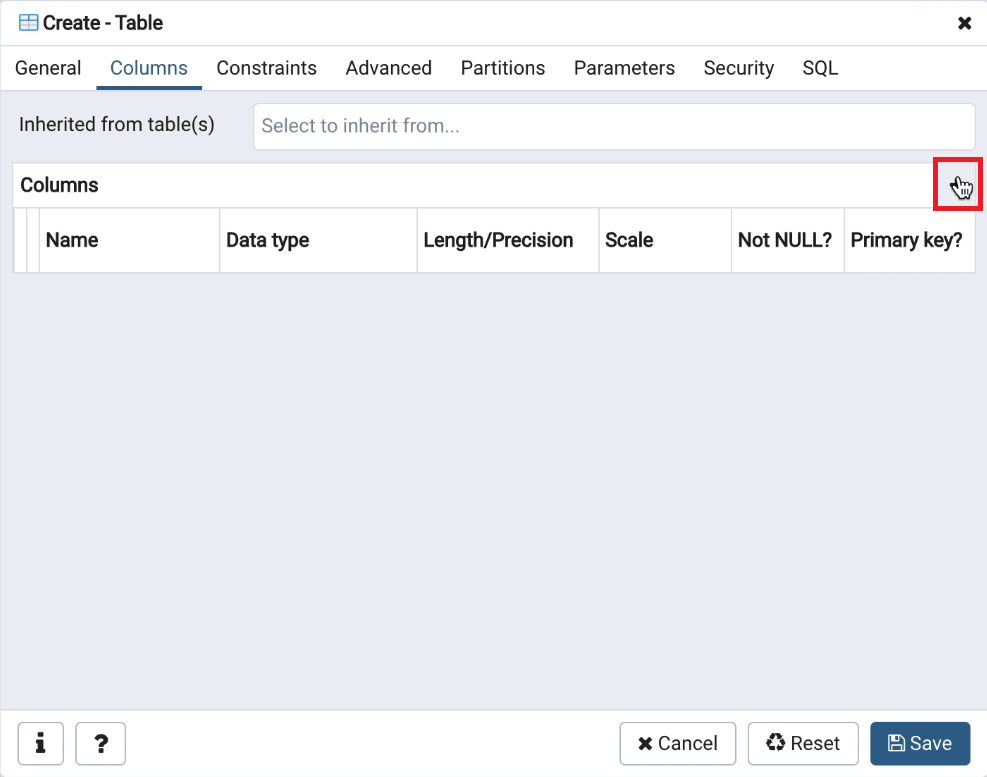 Create - Table
General Columns Constraints Advanced Partitions Parameters Security SQL
Inherited from table(s) Select to inherit from...
Columns
Name Data type Length/Precision Scale Not NULL? Primary key?
i ? Cancel Reset Save